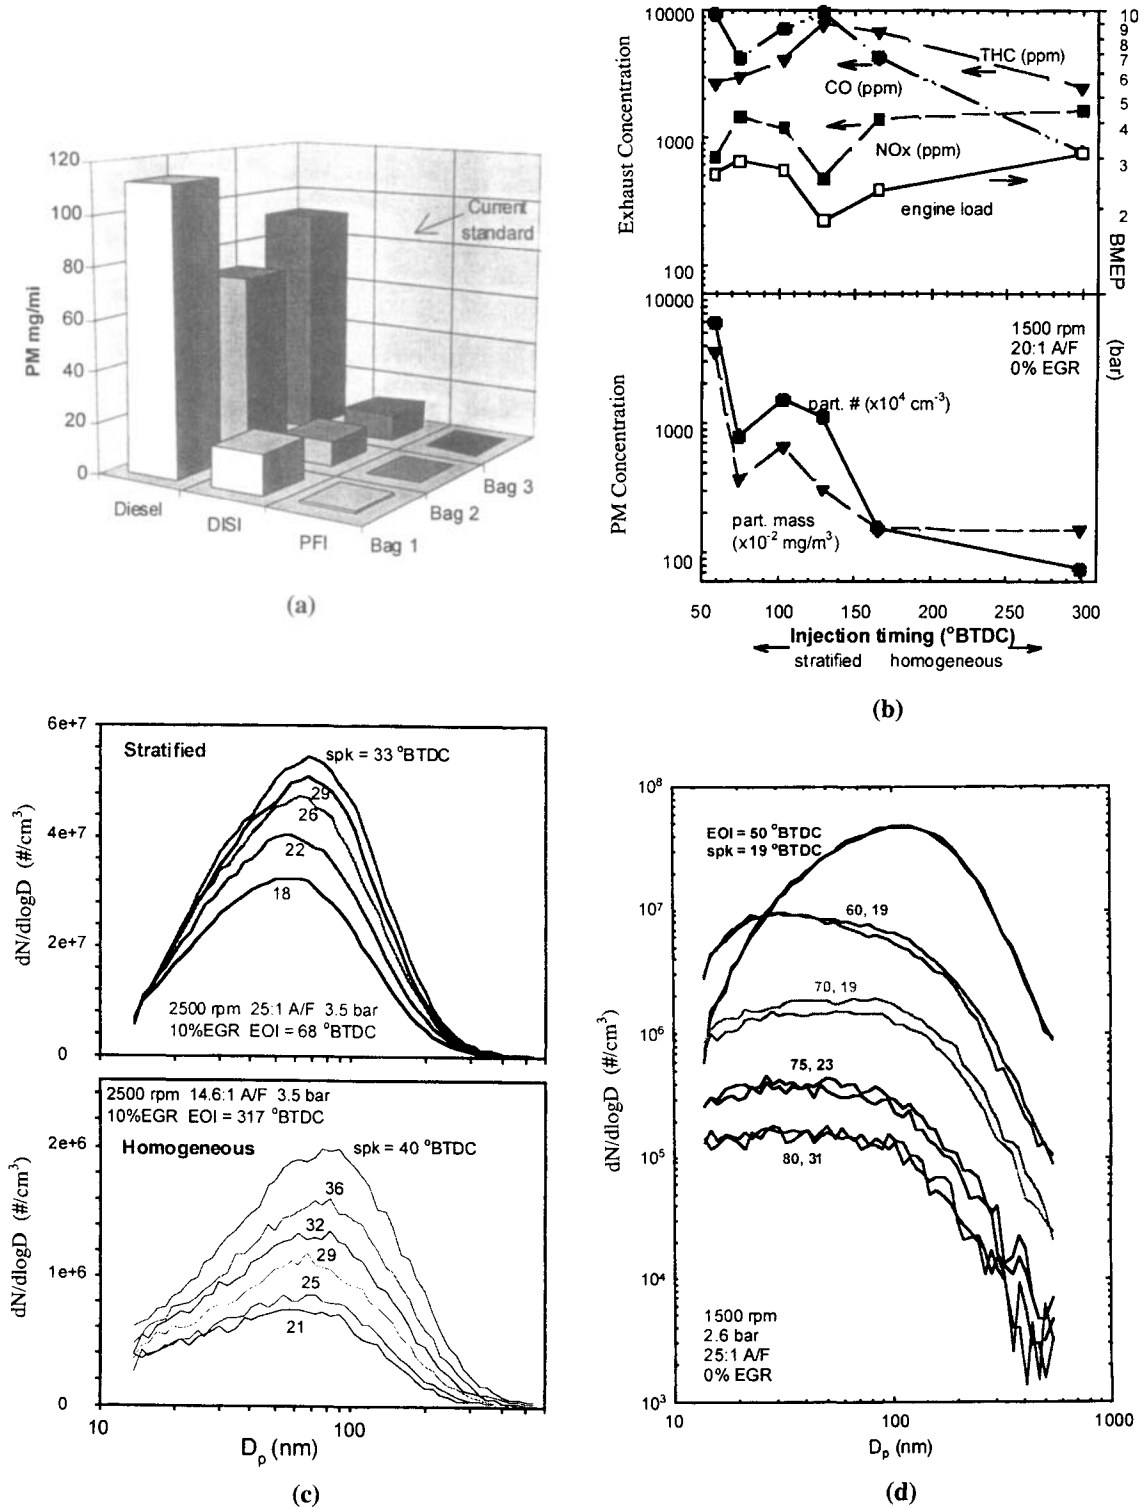 120
100
80
60
40
20
0
PM mg/mi
Current
standard
Diesel
DISI
PFI
Bag 1
Bag 2
Bag 3
(a)
10000
1000
100
Exhaust Concentration
THC (ppm)
CO (ppm)
NOx (ppm)
engine load
10
9
8
7
6
5
4
3
2
BMEP
(bar)
10000
1000
100
PM Concentration
1500 rpm
20:1 A/F
0% EGR
part. # (x10⁴ cm⁻³)
part. mass
(x10⁻² mg/m³)
50 100 150 200 250 300
Injection timing (°BTDC)
stratified homogeneous
(b)
6e+7
4e+7
2e+7
0
dN/dlogD (#/cm³)
Stratified
spk = 33 °BTDC
29
26
22
18
2500 rpm 25:1 A/F 3.5 bar
10%EGR EOI = 68 °BTDC
2500 rpm 14.6:1 A/F 3.5 bar
10%EGR EOI = 317 °BTDC
Homogeneous
spk = 40 °BTDC
36
32
29
25
21
2e+6
1e+6
0
dN/dlogD (#/cm³)
10 100
Dₚ (nm)
(c)
10⁸
10⁷
10⁶
10⁵
10⁴
10³
dN/dlogD (#/cm³)
EOI = 50 °BTDC
spk = 19 °BTDC
60, 19
70, 19
75, 23
80, 31
1500 rpm
2.6 bar
25:1 A/F
0% EGR
10 100 1000
Dₚ (nm)
(d)